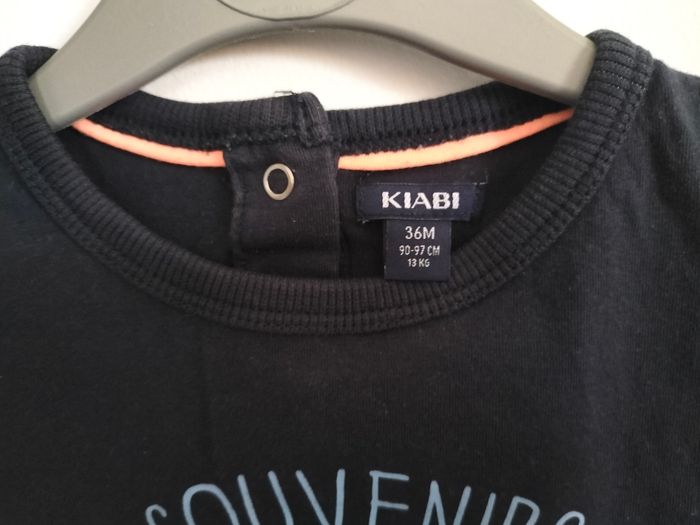 KIABI
36M
90-97 CM
13 KG
SOUVENIRS